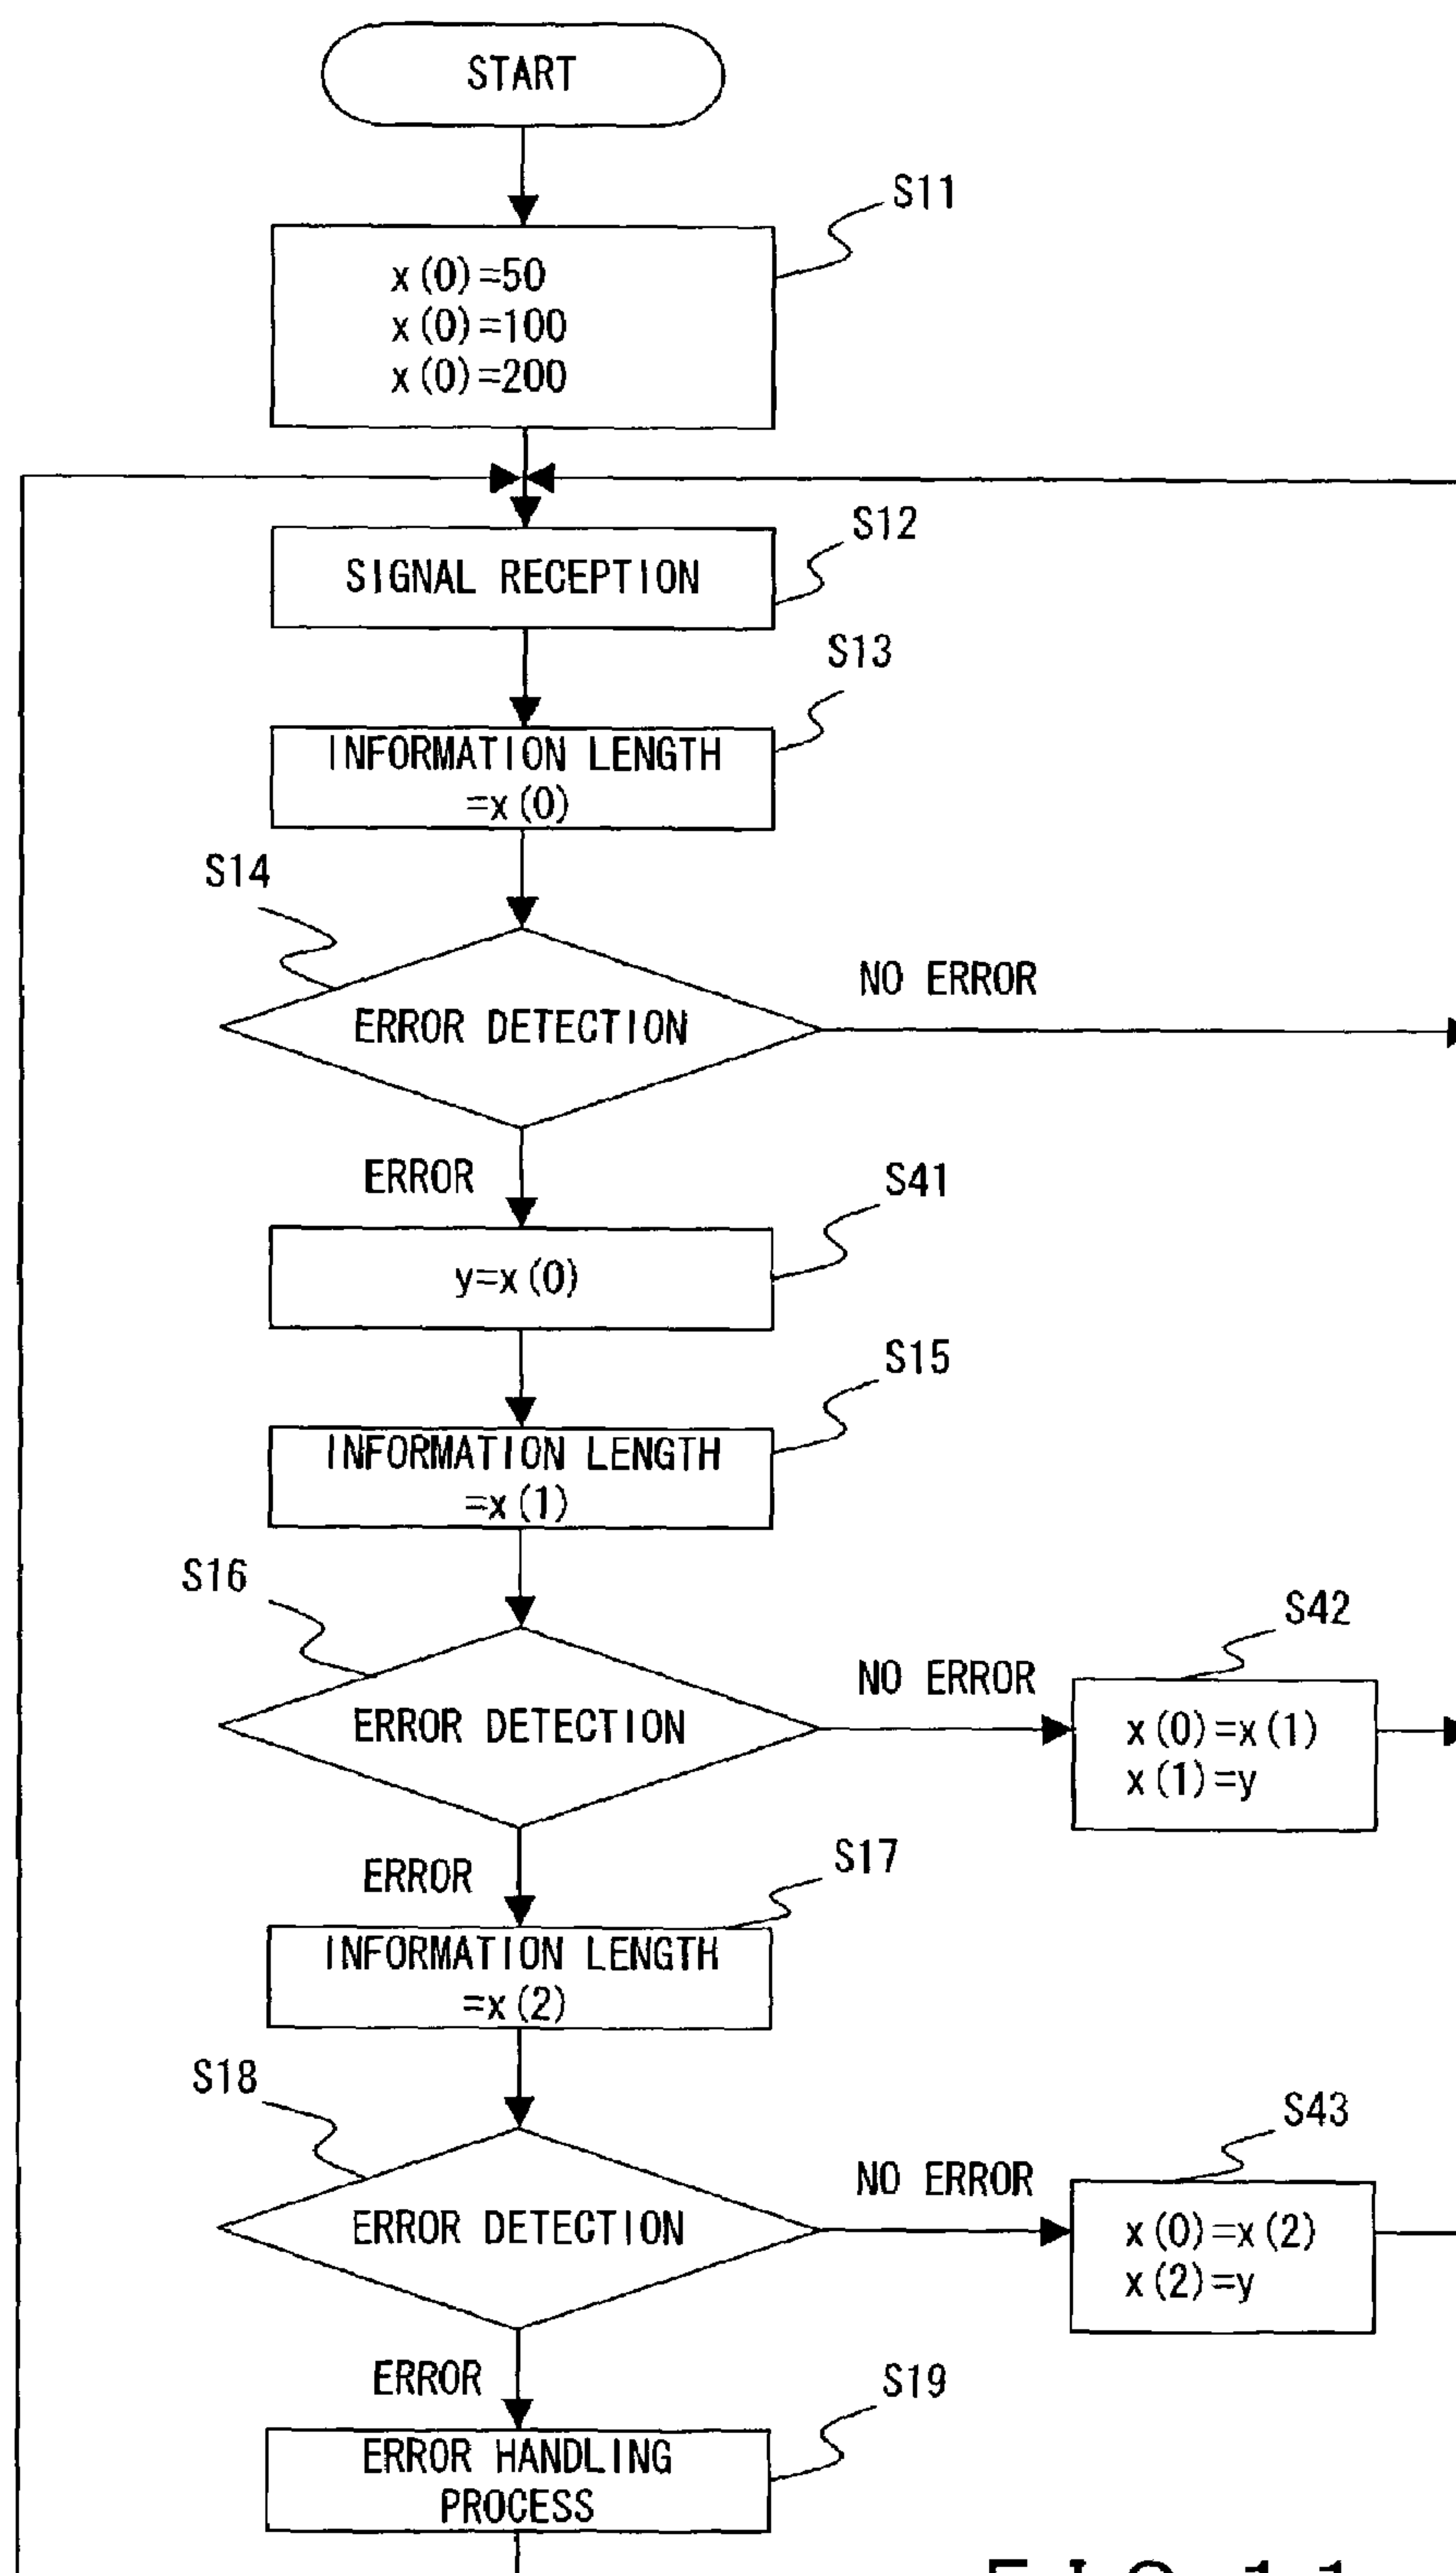 START
S11
x(0)=50
x(0)=100
x(0)=200
S12
SIGNAL RECEPTION
S13
INFORMATION LENGTH
=x(0)
S14
NO ERROR
ERROR DETECTION
ERROR
S41
y=x(0)
S15
INFORMATION LENGTH
=x(1)
S16
S42
NO ERROR
ERROR DETECTION
x(0)=x(1)
x(1)=y
ERROR
S17
INFORMATION LENGTH
=x(2)
S18
S43
NO ERROR
ERROR DETECTION
x(0)=x(2)
x(2)=y
ERROR
S19
ERROR HANDLING
PROCESS